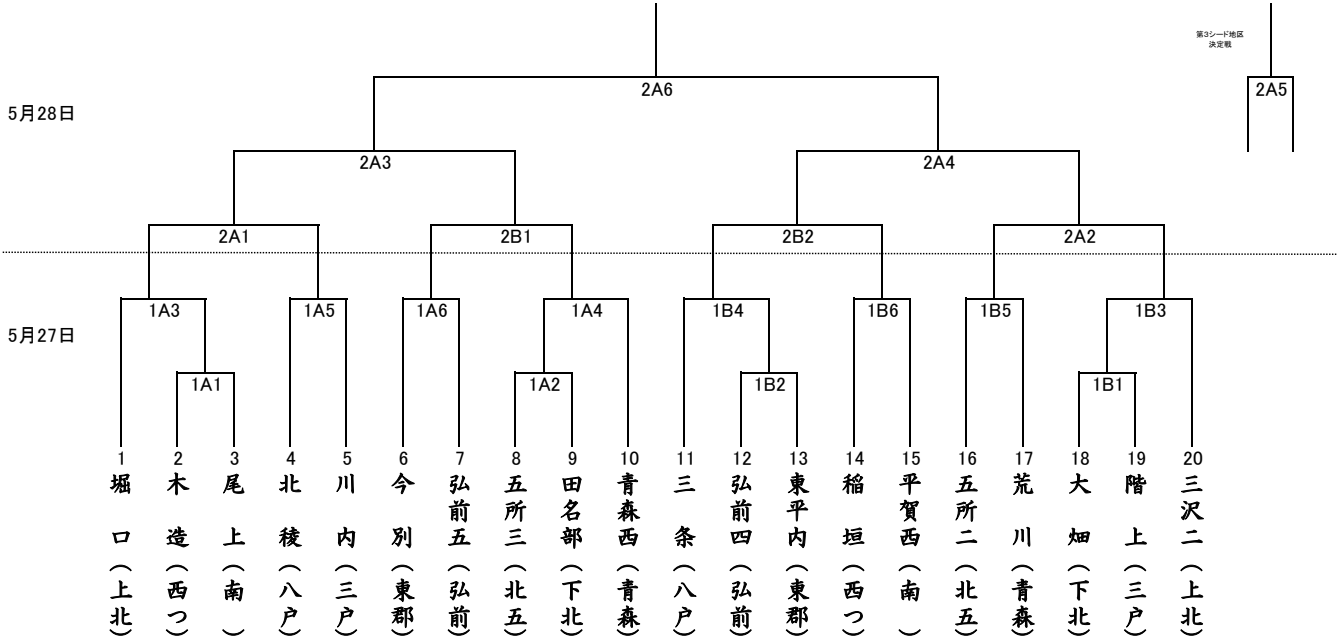 第3シード地区
決定戦
2A6
2A5
5月28日
2A3
2A4
2A1
2B1
2B2
2A2
1A3
1A5
1A6
1A4
1B4
1B6
1B5
1B3
5月27日
1A1
1A2
1B2
1B1
1 堀口(上北)
2 木造(西つ)
3 尾上(南 )
4 北稜(八戸)
5 川内(三戸)
6 今別(東郡)
7 弘前五(弘前)
8 五所三(北五)
9 田名部(下北)
10 青森西(青森)
11 三条(八戸)
12 弘前四(弘前)
13 東平内(東郡)
14 稲垣(西つ)
15 平賀西(南 )
16 五所二(北五)
17 荒川(青森)
18 大畑(下北)
19 階上(三戸)
20 三沢二(上北)